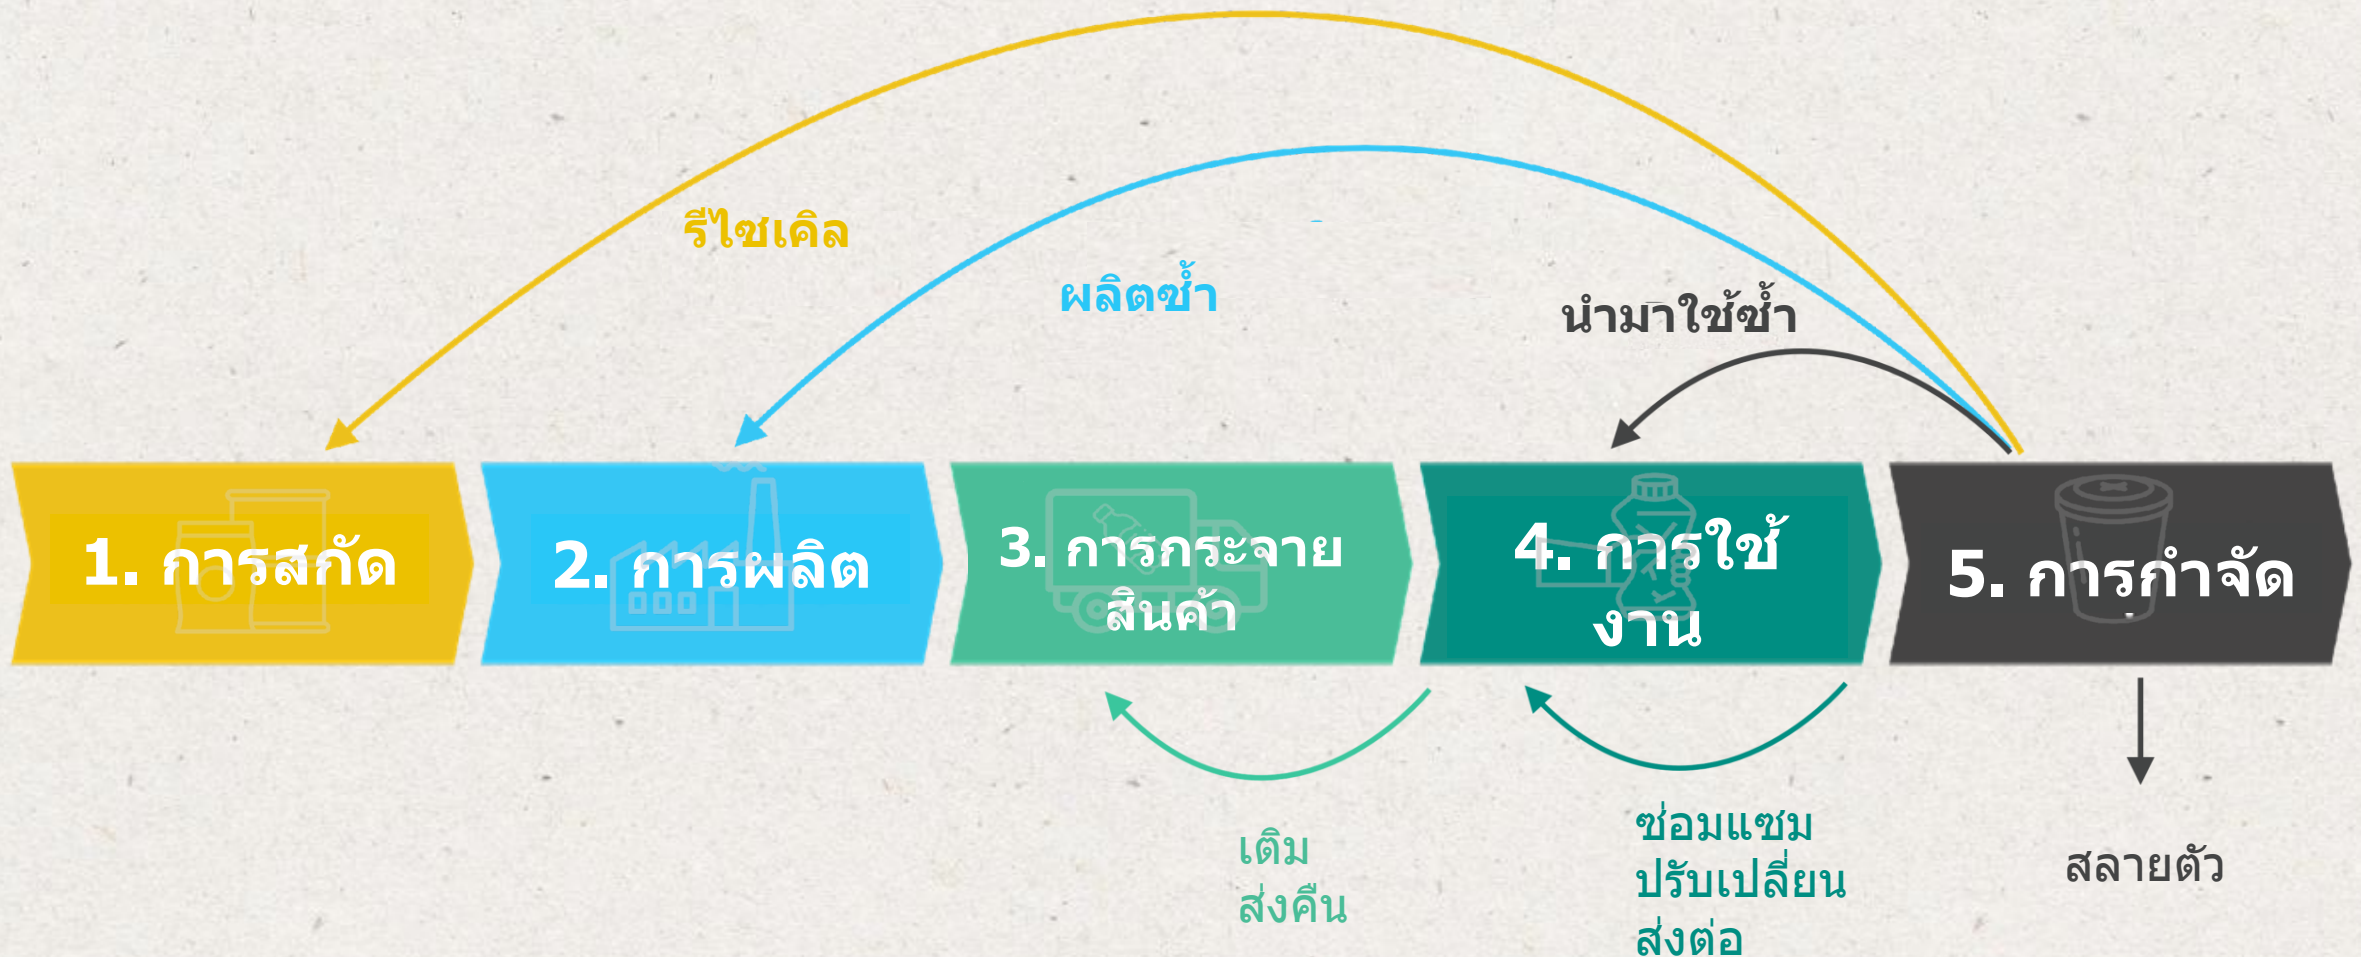 รีไซเคิล
ผลิตซ้ำ
นำมาใช้ซ้ำ
1. การสกัด
2. การผลิต
3. การกระจาย
สินค้า
4. การใช้
งาน
5. การกำจัด
เติม
ส่งคืน
ซ่อมแซม
ปรับเปลี่ยน
ส่งต่อ
สลายตัว